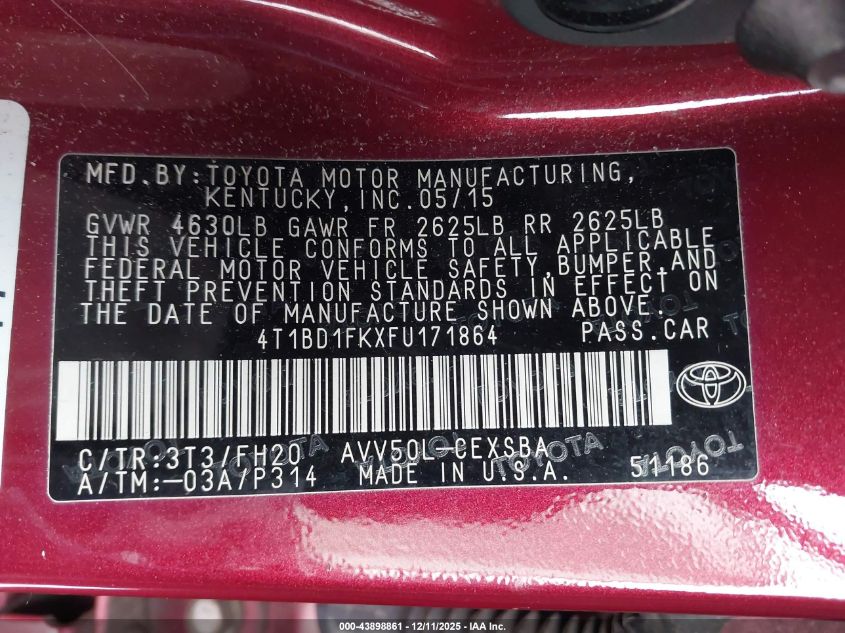 MFD.BY:TOYOTA MOTOR MANUFACTURING,
KENTUCKY,INC.05/15
GVWR 4630LB GAWR FR 2625LB RR 2625LB
THIS VEHICLE CONFORMS TO ALL APPLICABLE
FEDERAL MOTOR VEHICLE SAFETY,BUMPER,AND
THEFT PREVENTION STANDARDS IN EFFECT ON
THE DATE OF MANUFACTURE SHOWN ABOVE.
4T1BD1FKXFU171864 PASS.CAR
C/TR:3T3/FH20 AVV50L-CEXSBA
A/TM:-03A/P314 MADE IN U.S.A. 51186
000-43898861 - 12/11/2025 - IAA Inc.